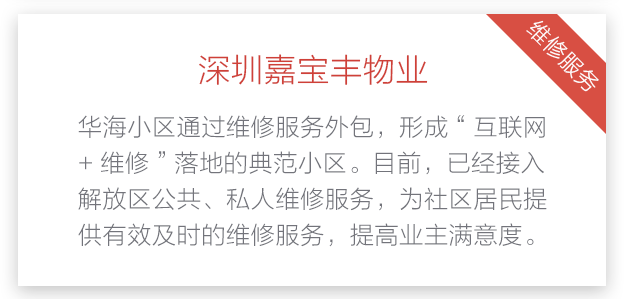 维修服务
深圳嘉宝丰物业
华海小区通过维修服务外包，形成“互联网
+ 维修”落地的典范小区。目前，已经接入
解放区公共、私人维修服务，为社区居民提
供有效及时的维修服务，提高业主满意度。